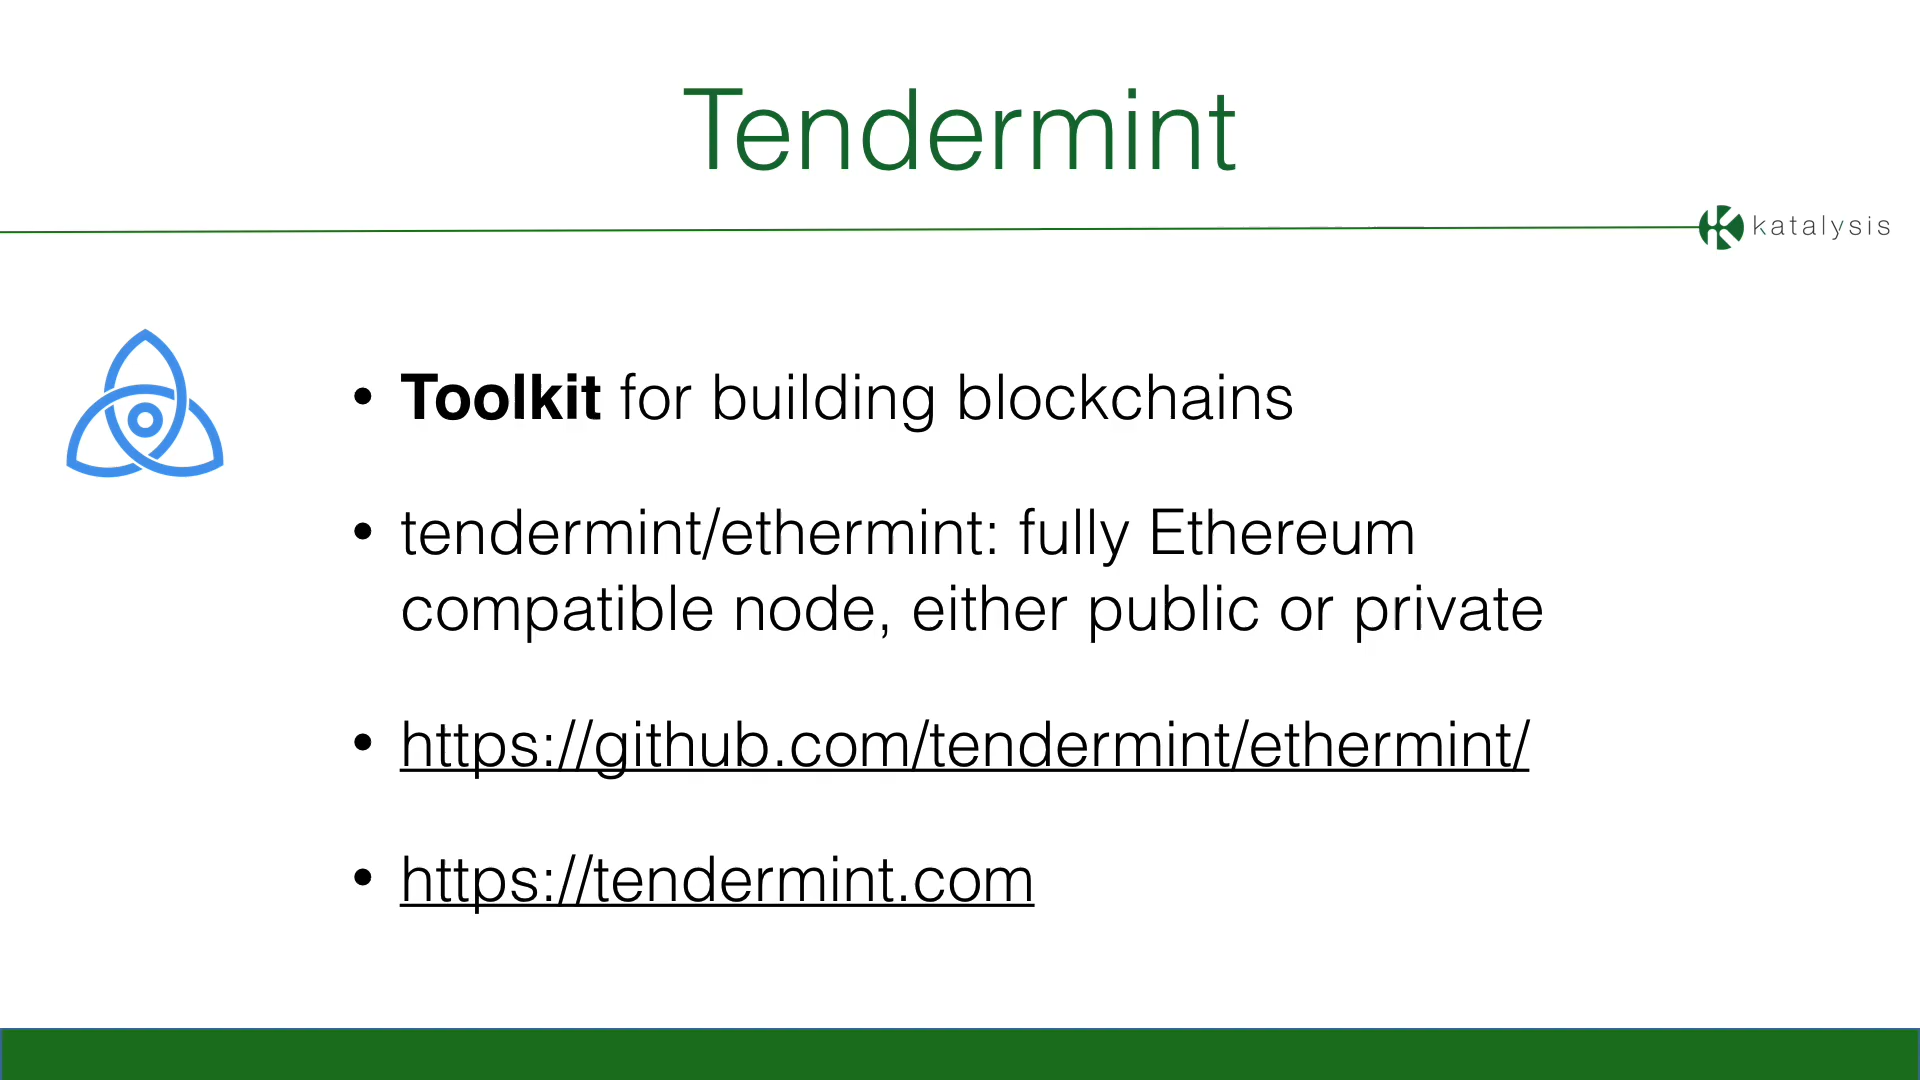 Tendermint
katalysis
• Toolkit for building blockchains
• tendermint/ethermint: fully Ethereum
compatible node, either public or private
• https://github.com/tendermint/ethermint/
• https://tendermint.com